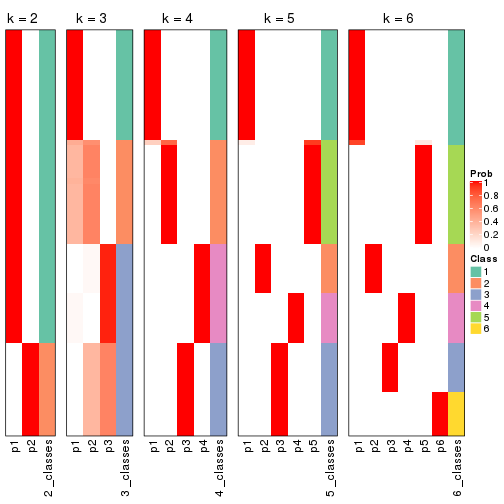 k = 2
k = 3
k = 4
k = 5
k = 6
Prob
1
0.8
0.6
0.4
0.2
0
Class
1
2
3
4
5
6
p1
p2
2_classes
p1
p2
p3
3_classes
p1
p2
p3
p4
4_classes
p1
p2
p3
p4
p5
5_classes
p1
p2
p3
p4
p5
p6
6_classes